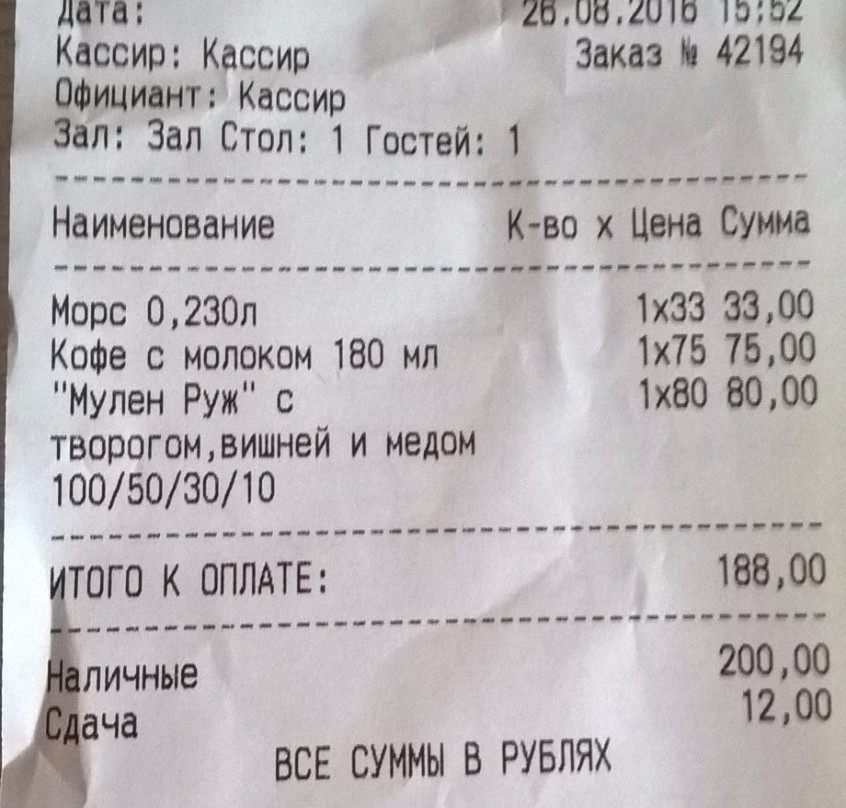 Дата: 26.08.2016 15:52
Кассир: Кассир Заказ № 42194
Официант: Кассир
Зал: Зал Стол: 1 Гостей: 1
Наименование К-во х Цена Сумма
Морс 0,230л 1х33 33,00
Кофе с молоком 180 мл 1х75 75,00
"Мулен Руж" с 1х80 80,00
творогом,вишней и медом
100/50/30/10
ИТОГО К ОПЛАТЕ: 188,00
Наличные 200,00
Сдача 12,00
ВСЕ СУММЫ В РУБЛЯХ